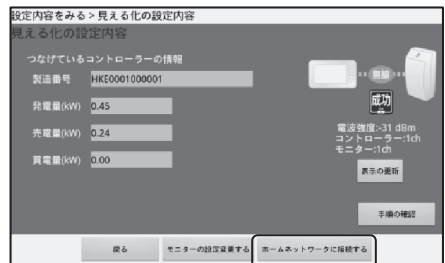 設定内容をみる > 見える化の設定内容
見える化の設定内容
つなげているコントローラーの情報
製造番号 HKE0001000001
発電量(kW) 0.45
売電量(kW) 0.24
買電量(kW) 0.00
無線
成功
電波強度:-31 dBm
コントローラー:1ch
モニター:1ch
表示の更新
手順の確認
戻る
モニターの設定変更する
ホームネットワークに接続する